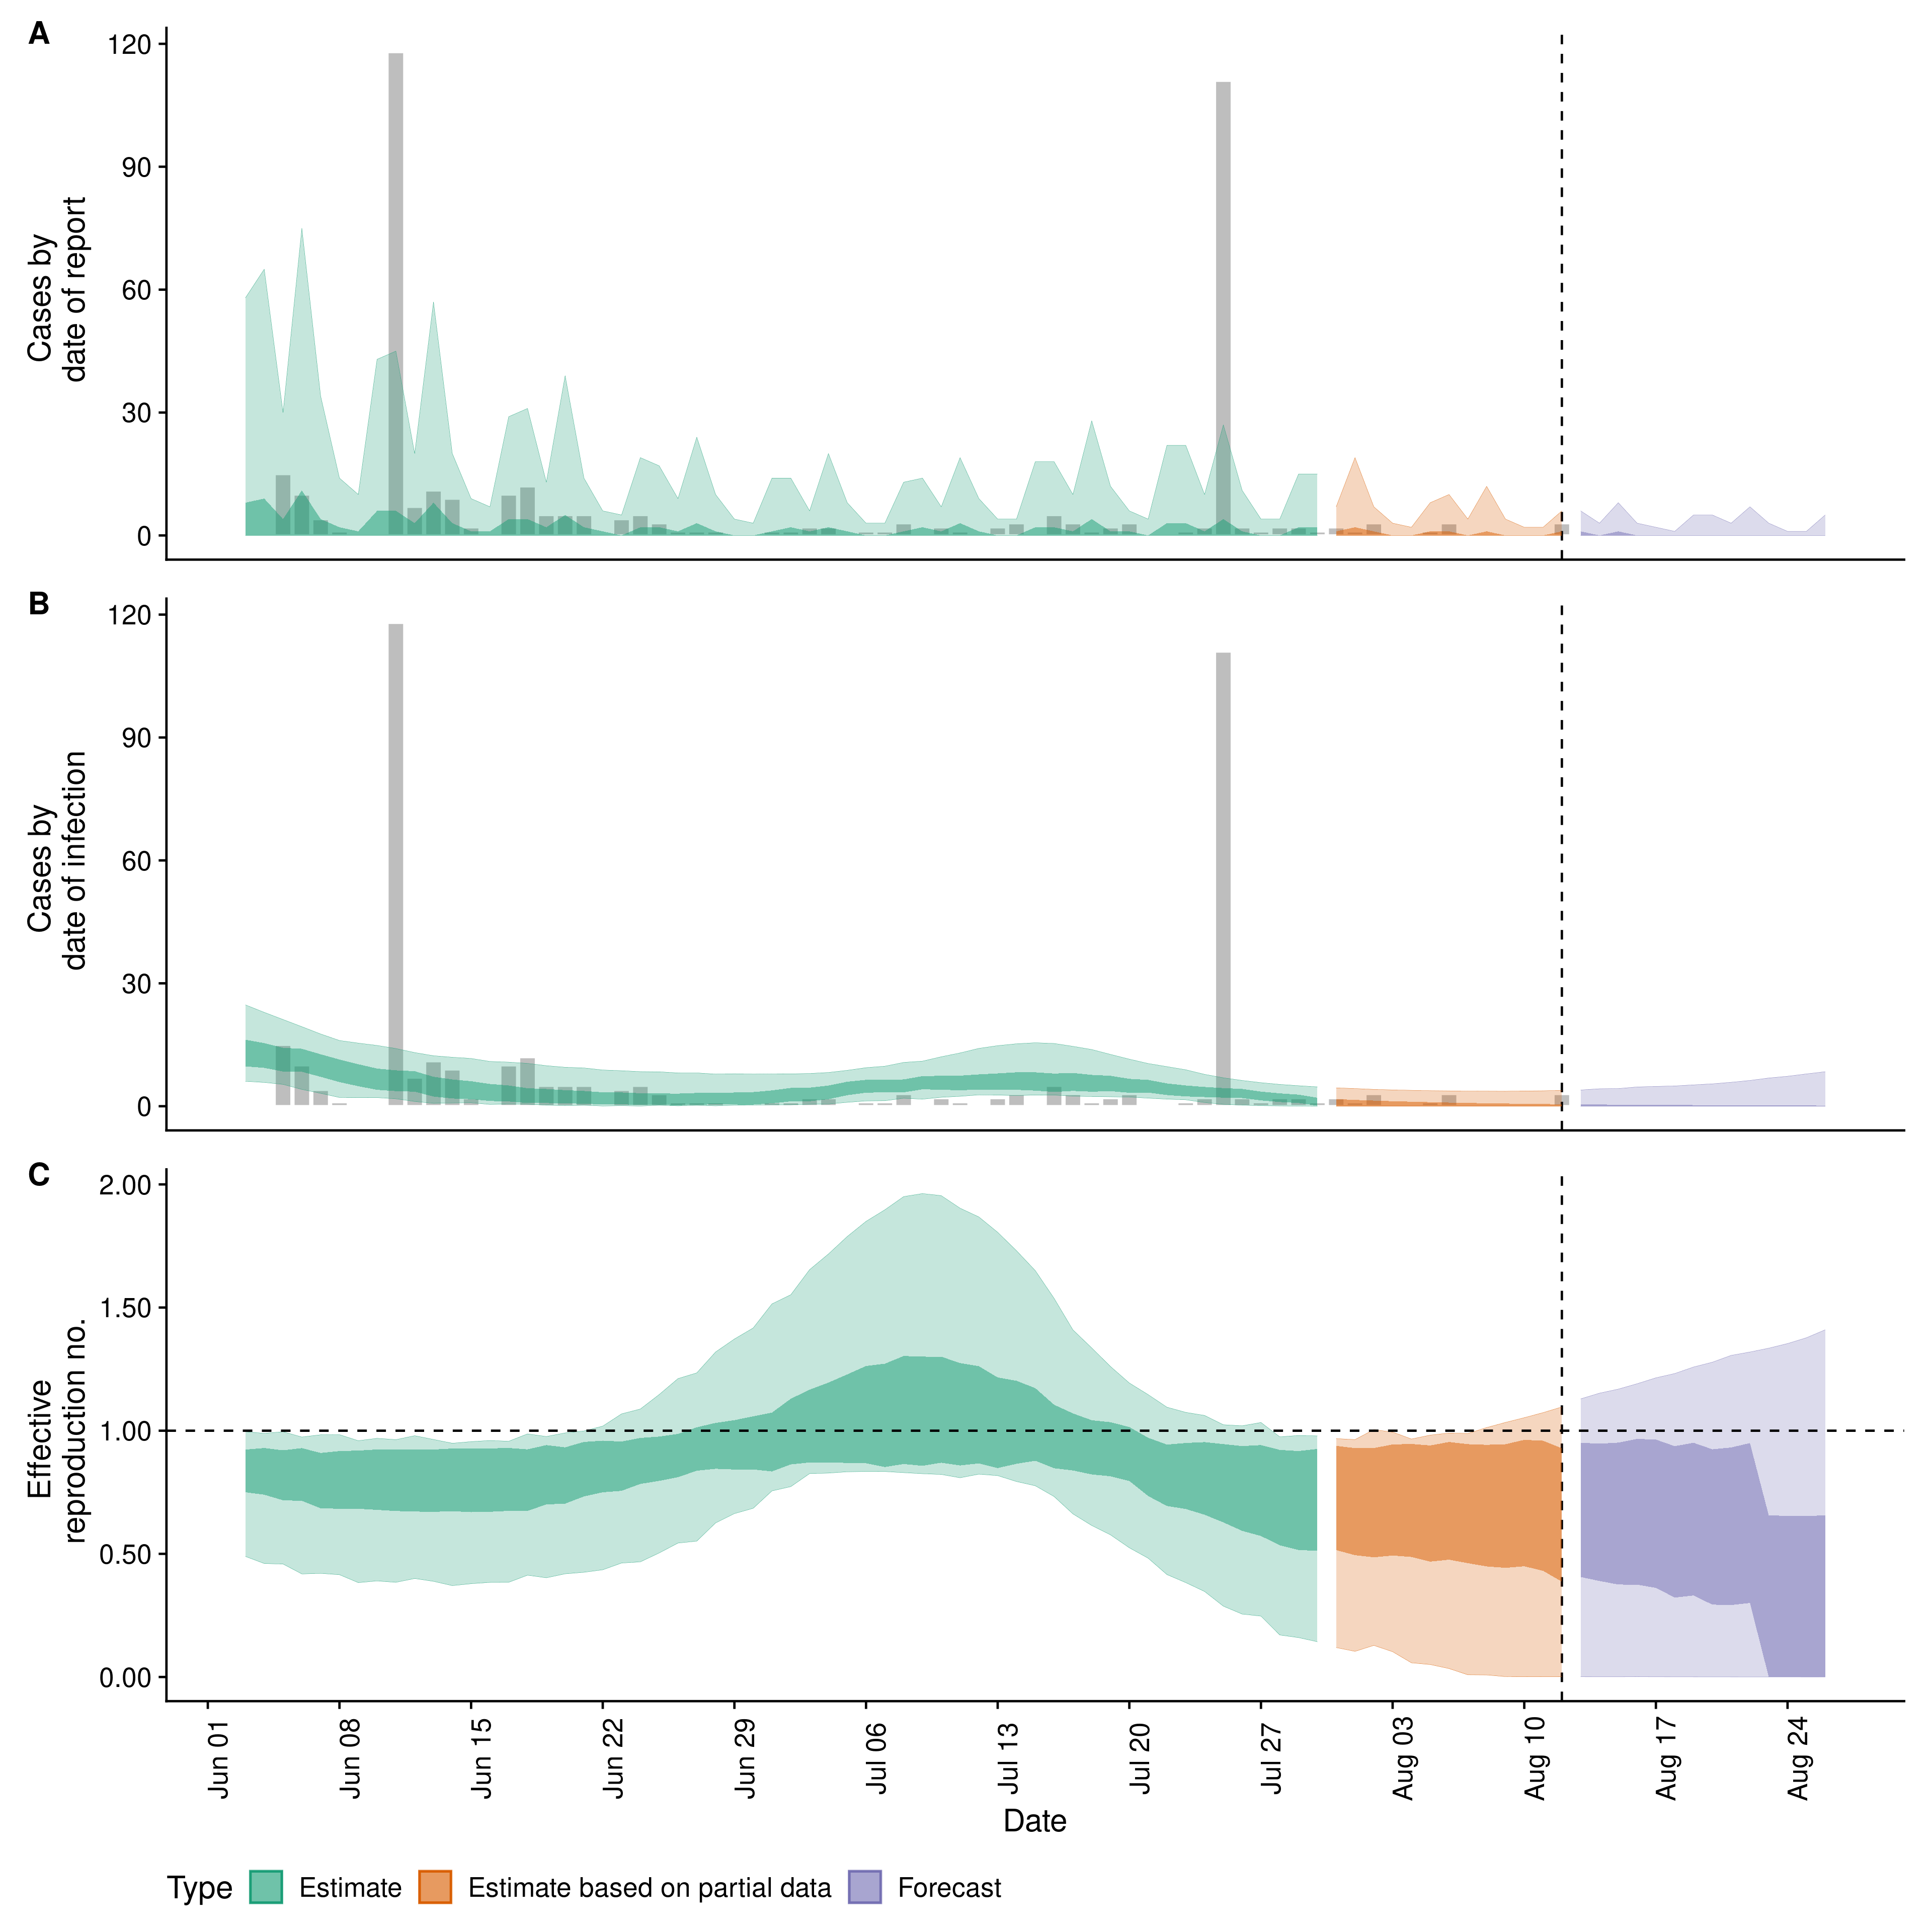 A
120
90
60
30
0
Cases by
date of report
B
120
90
60
30
0
Cases by
date of infection
C
2.00
1.50
1.00
0.50
0.00
Effective
reproduction no.
Jun 01
Jun 08
Jun 15
Jun 22
Jun 29
Jul 06
Jul 13
Jul 20
Jul 27
Aug 03
Aug 10
Aug 17
Aug 24
Date
Type Estimate Estimate based on partial data Forecast